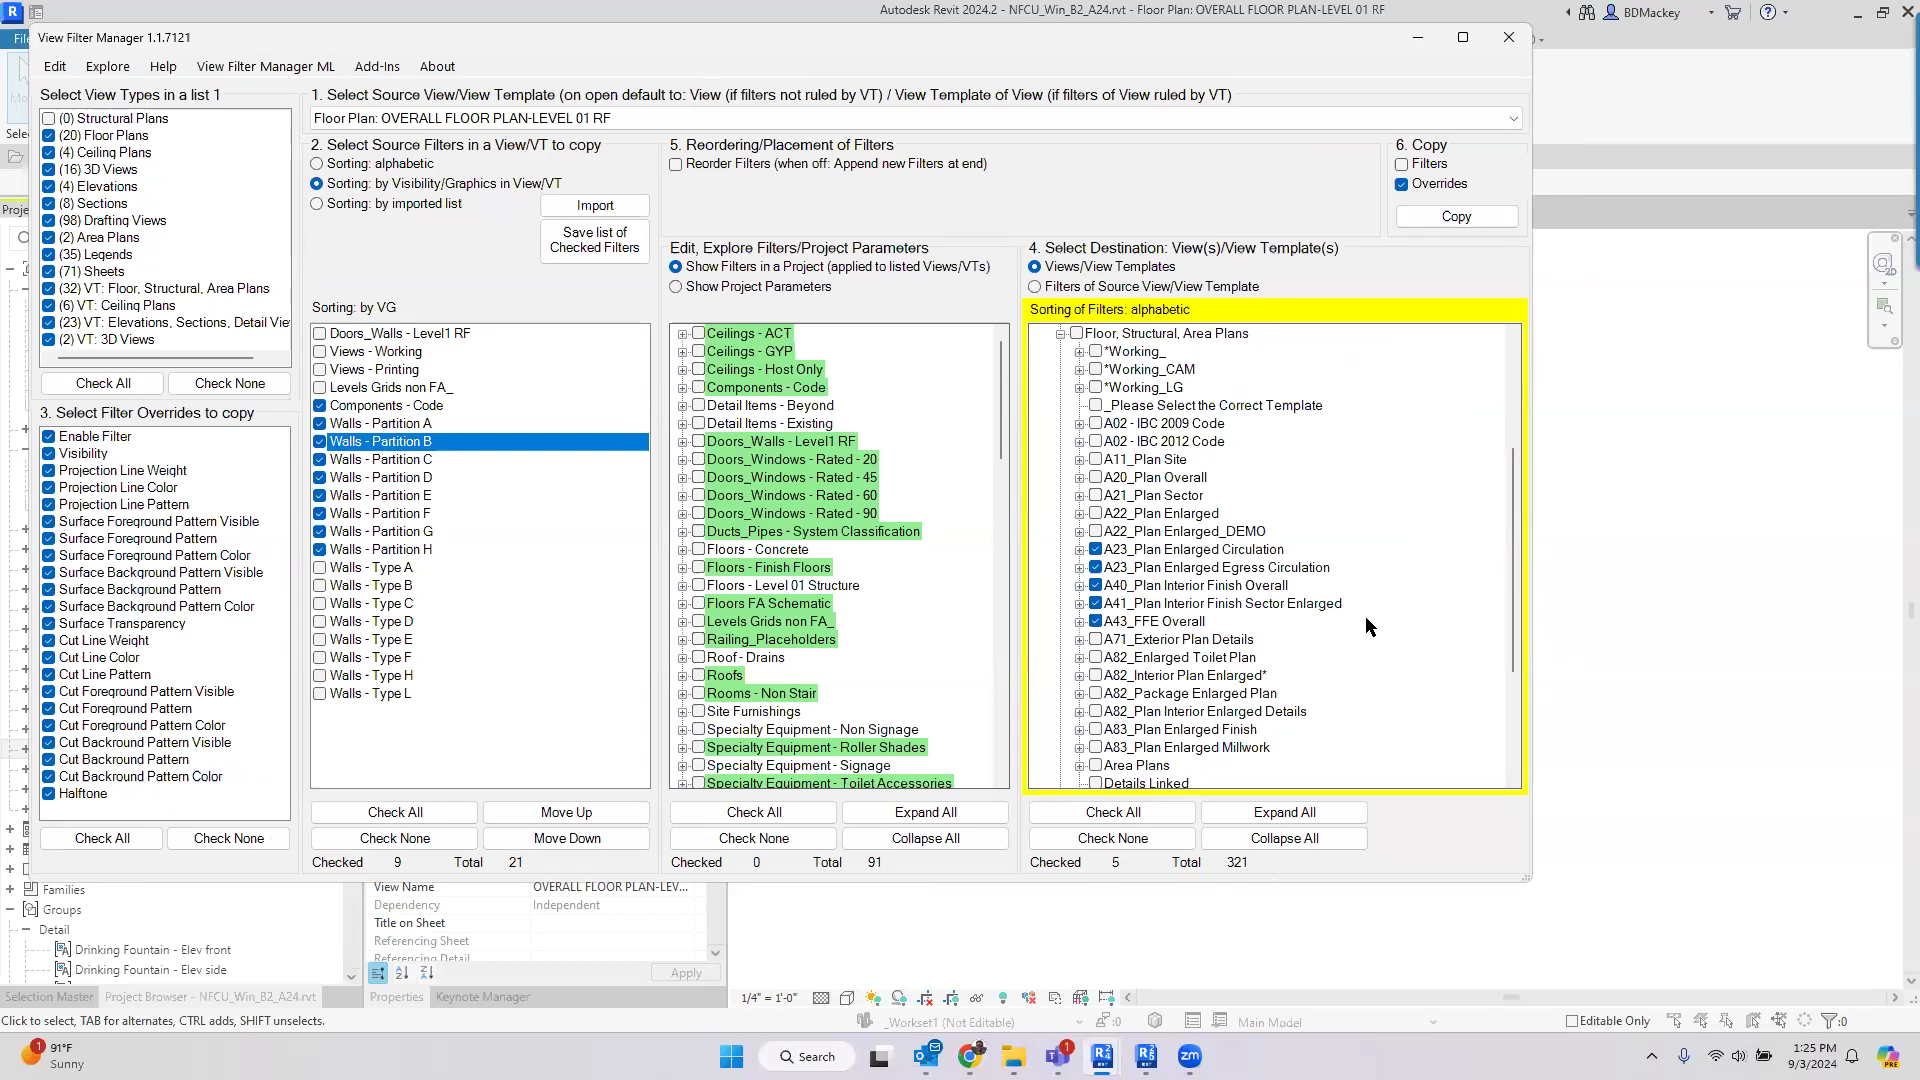 Autodesk Revit 2024.2 - NFCU_Win_B2_A24.rvt - Floor Plan: OVERALL FLOOR PLAN-LEVEL 01 RF
BDMackey
View Filter Manager 1.1.7121
Edit Explore Help View Filter Manager ML Add-Ins About
Select View Types in a list 1
(0) Structural Plans
(20) Floor Plans
(4) Ceiling Plans
(16) 3D Views
(4) Elevations
(8) Sections
(98) Drafting Views
(2) Area Plans
(35) Legends
(71) Sheets
(32) VT: Floor, Structural, Area Plans
(6) VT: Ceiling Plans
(23) VT: Elevations, Sections, Detail Vie
(2) VT: 3D Views
Check All Check None
3. Select Filter Overrides to copy
Enable Filter
Visibility
Projection Line Weight
Projection Line Color
Projection Line Pattern
Surface Foreground Pattern Visible
Surface Foreground Pattern
Surface Foreground Pattern Color
Surface Background Pattern Visible
Surface Background Pattern
Surface Background Pattern Color
Surface Transparency
Cut Line Weight
Cut Line Color
Cut Line Pattern
Cut Foreground Pattern Visible
Cut Foreground Pattern
Cut Foreground Pattern Color
Cut Backround Pattern Visible
Cut Backround Pattern
Cut Backround Pattern Color
Halftone
Check All Check None
1. Select Source View/View Template (on open default to: View (if filters not ruled by VT) / View Template of View (if filters of View ruled by VT)
Floor Plan: OVERALL FLOOR PLAN-LEVEL 01 RF
2. Select Source Filters in a View/VT to copy
Sorting: alphabetic
Sorting: by Visibility/Graphics in View/VT
Sorting: by imported list
Import
Save list of
Checked Filters
Sorting: by VG
Doors_Walls - Level1 RF
Views - Working
Views - Printing
Levels Grids non FA_
Components - Code
Walls - Partition A
Walls - Partition B
Walls - Partition C
Walls - Partition D
Walls - Partition E
Walls - Partition F
Walls - Partition G
Walls - Partition H
Walls - Type A
Walls - Type B
Walls - Type C
Walls - Type D
Walls - Type E
Walls - Type F
Walls - Type H
Walls - Type L
Check All Move Up
Check None Move Down
Checked 9 Total 21
5. Reordering/Placement of Filters
Reorder Filters (when off: Append new Filters at end)
6. Copy
Filters
Overrides
Copy
Edit, Explore Filters/Project Parameters
Show Filters in a Project (applied to listed Views/VTs)
Show Project Parameters
Ceilings - ACT
Ceilings - GYP
Ceilings - Host Only
Components - Code
Detail Items - Beyond
Detail Items - Existing
Doors_Walls - Level1 RF
Doors_Windows - Rated - 20
Doors_Windows - Rated - 45
Doors_Windows - Rated - 60
Doors_Windows - Rated - 90
Ducts_Pipes - System Classification
Floors - Concrete
Floors - Finish Floors
Floors - Level 01 Structure
Floors FA Schematic
Levels Grids non FA_
Railing_Placeholders
Roof - Drains
Roofs
Rooms - Non Stair
Site Furnishings
Specialty Equipment - Non Signage
Specialty Equipment - Roller Shades
Specialty Equipment - Signage
Specialty Equipment - Toilet Accessories
Check All Expand All
Check None Collapse All
Checked 0 Total 91
4. Select Destination: View(s)/View Template(s)
Views/View Templates
Filters of Source View/View Template
Sorting of Filters: alphabetic
Floor, Structural, Area Plans
*Working_
*Working_CAM
*Working_LG
_Please Select the Correct Template
A02 - IBC 2009 Code
A02 - IBC 2012 Code
A11_Plan Site
A20_Plan Overall
A21_Plan Sector
A22_Plan Enlarged
A22_Plan Enlarged_DEMO
A23_Plan Enlarged Circulation
A23_Plan Enlarged Egress Circulation
A40_Plan Interior Finish Overall
A41_Plan Interior Finish Sector Enlarged
A43_FFE Overall
A71_Exterior Plan Details
A82_Enlarged Toilet Plan
A82_Interior Plan Enlarged*
A82_Package Enlarged Plan
A82_Plan Interior Enlarged Details
A83_Plan Enlarged Finish
A83_Plan Enlarged Millwork
Area Plans
Details Linked
Check All Expand All
Check None Collapse All
Checked 5 Total 321
Families
Groups
Detail
Drinking Fountain - Elev front
Drinking Fountain - Elev side
View Name OVERALL FLOOR PLAN-LEV...
Dependency Independent
Title on Sheet
Referencing Sheet
Referencing Detail
Apply
Selection Master Project Browser - NFCU_Win_B2_A24.rvt Properties Keynote Manager
1/4" = 1'-0"
Click to select, TAB for alternates, CTRL adds, SHIFT unselects.
_Workset1 (Not Editable) :0 Main Model Editable Only :0
91°F
Sunny
Search
1:25 PM
9/3/2024